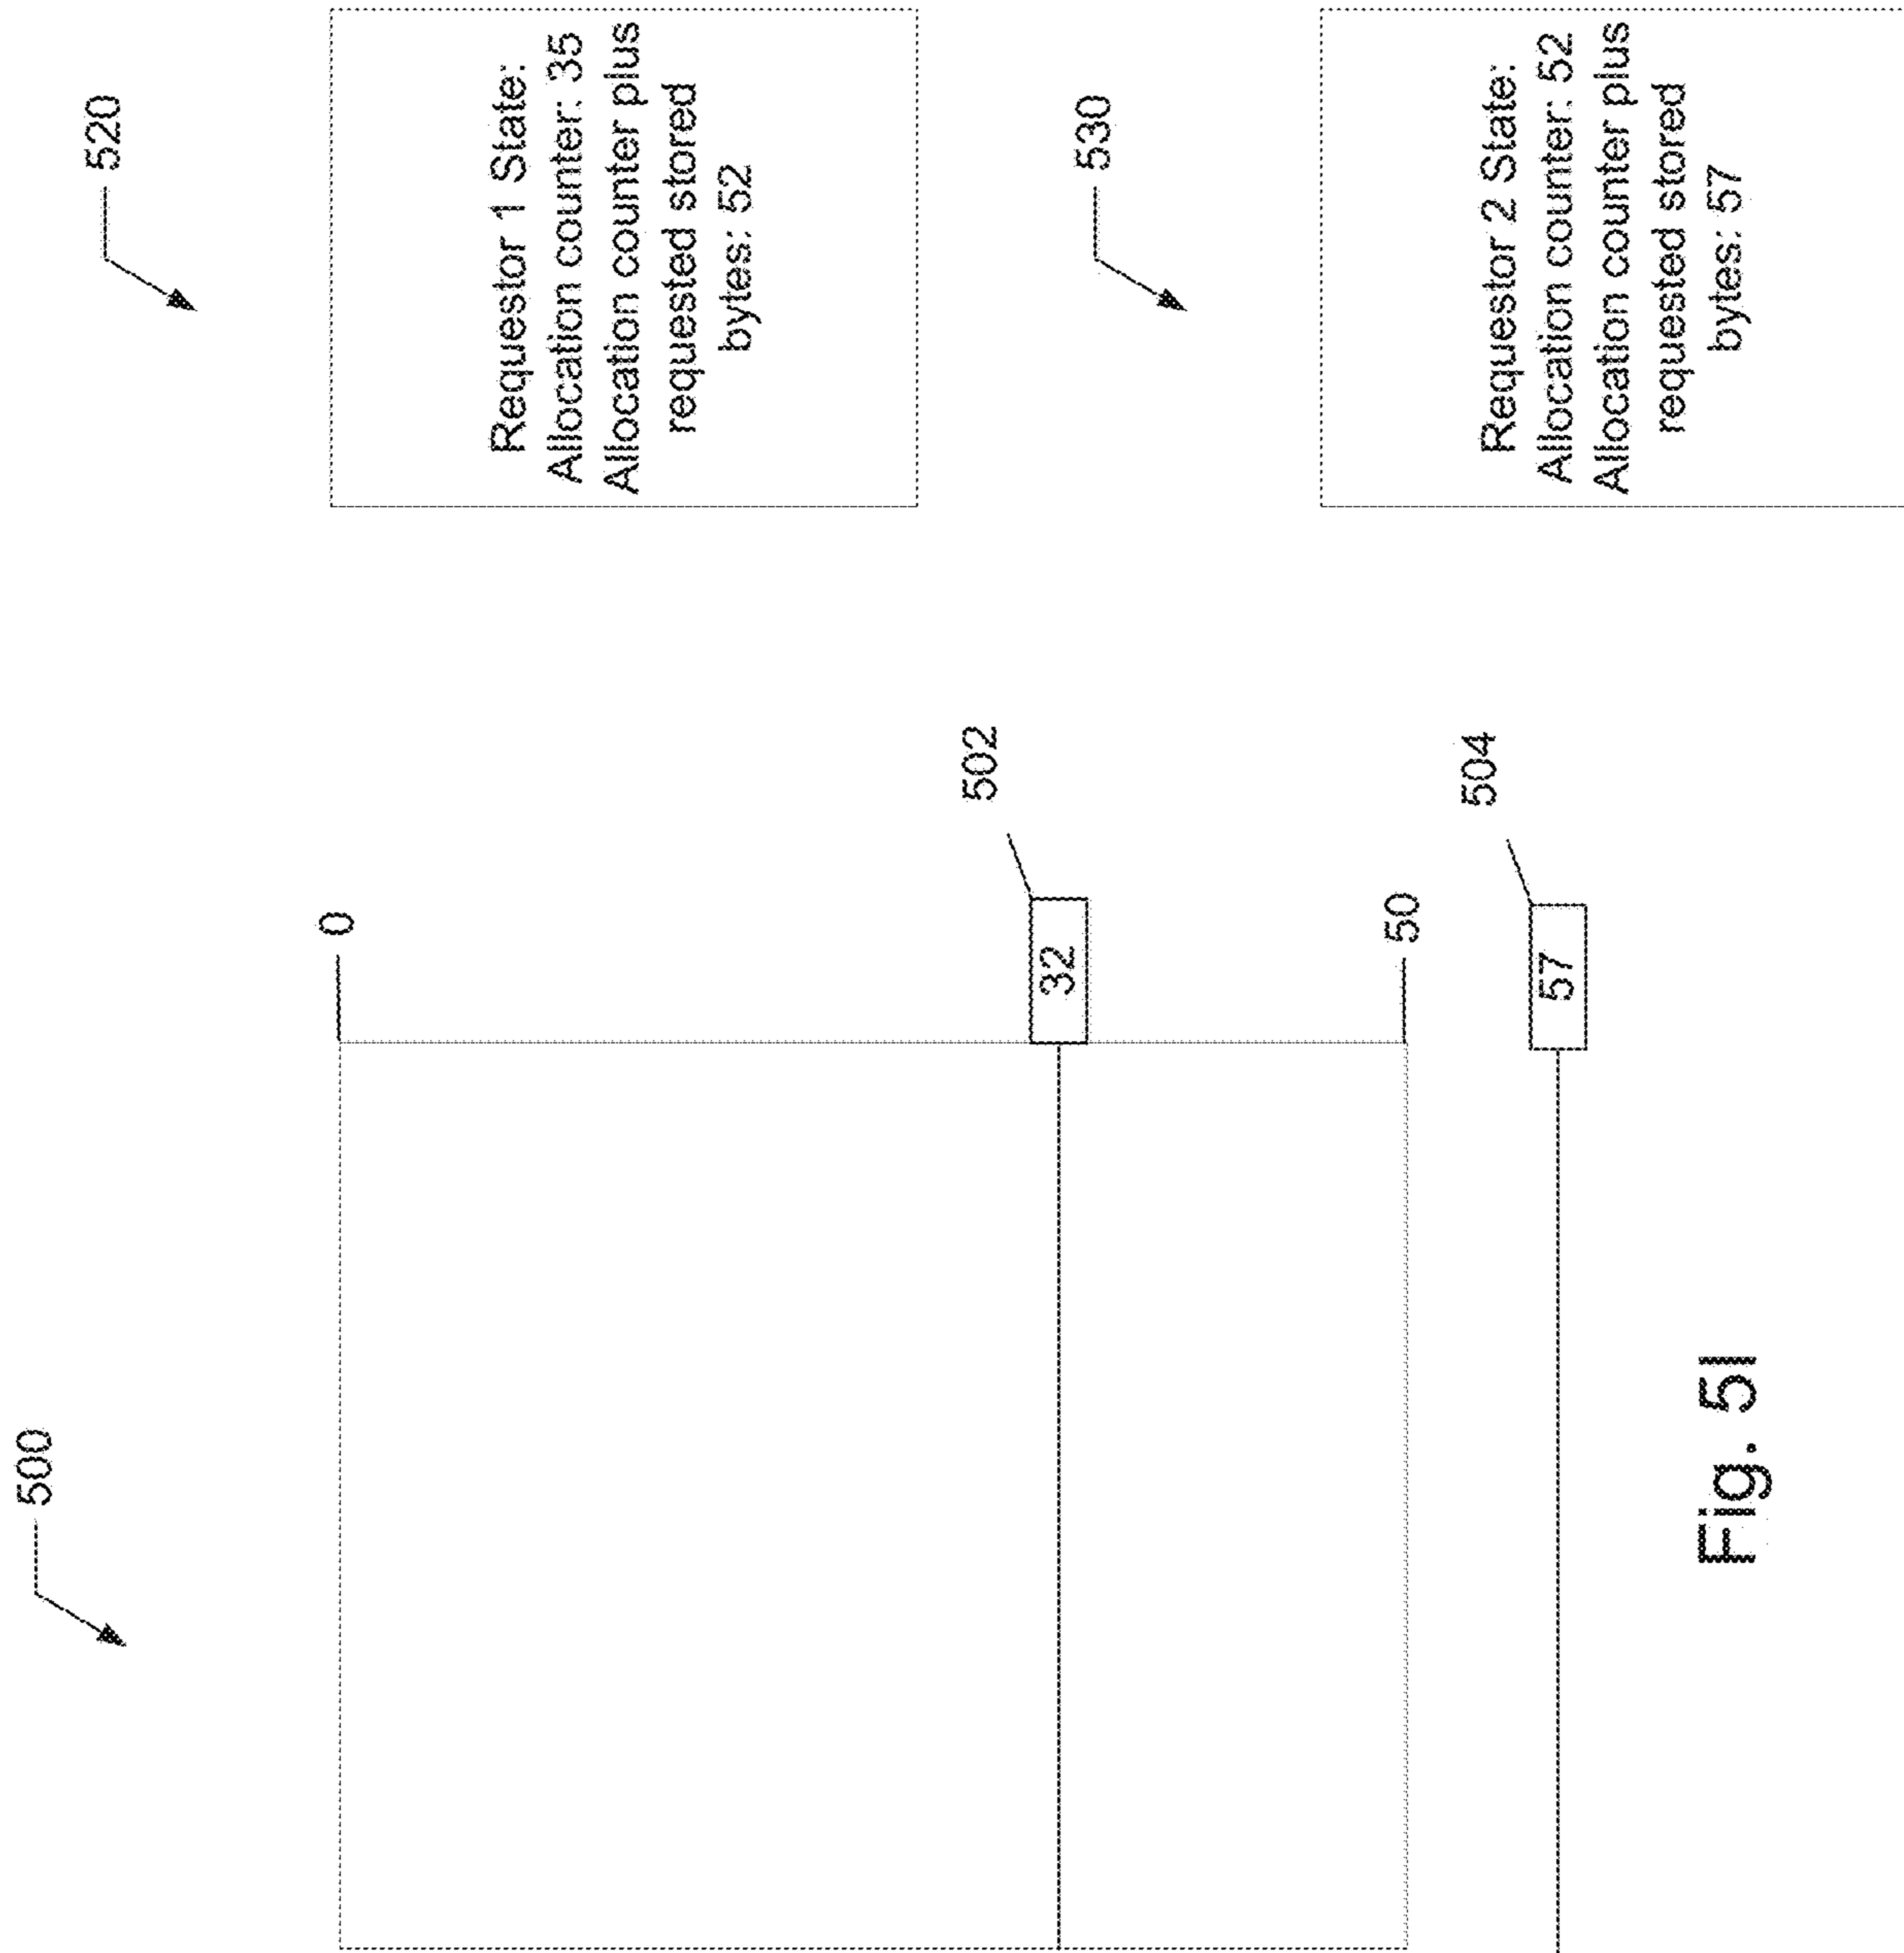 500
0
32
502
50
57
504
520
Requestor 1 State:
Allocation counter: 35
Allocation counter plus
requested stored
bytes: 52
530
Requestor 2 State:
Allocation counter: 52
Allocation counter plus
requested stored
bytes: 57
Fig. 5I